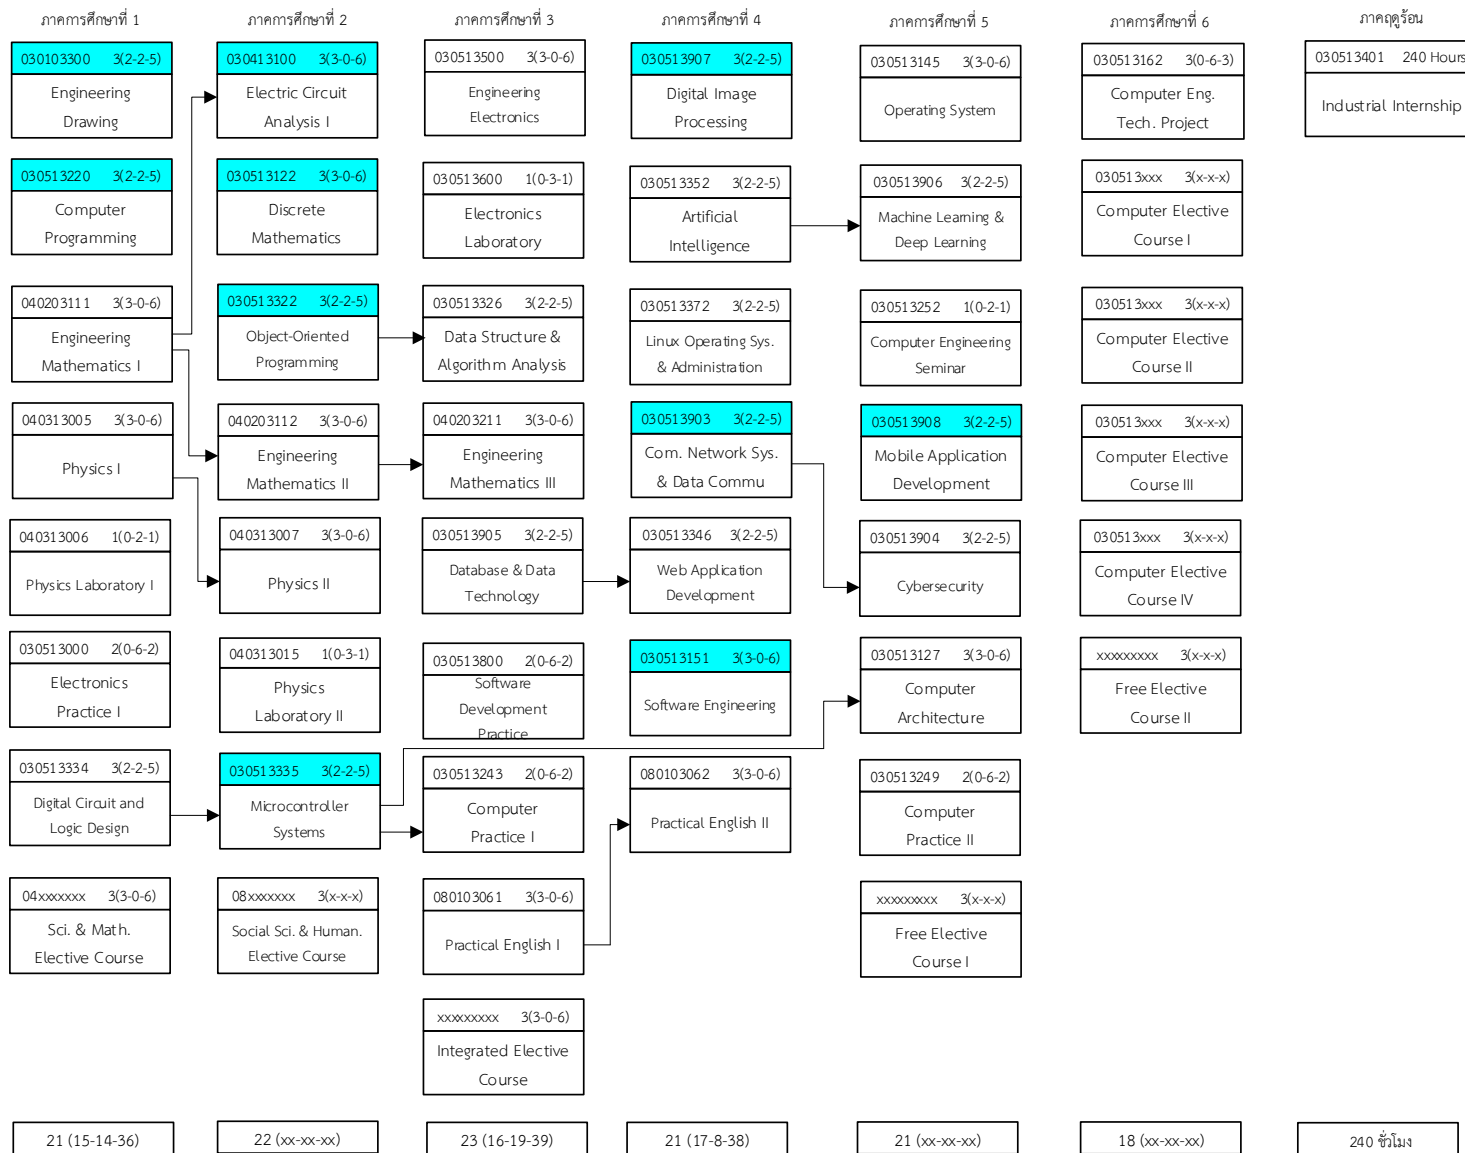 ภาคการศึกษาที่ 1
030103300 3(2-2-5)
Engineering
Drawing
030513220 3(2-2-5)
Computer
Programming
040203111 3(3-0-6)
Engineering
Mathematics I
040313005 3(3-0-6)
Physics I
040313006 1(0-2-1)
Physics Laboratory I
030513000 2(0-6-2)
Electronics
Practice I
030513334 3(2-2-5)
Digital Circuit and
Logic Design
04xxxxxxx 3(3-0-6)
Sci. & Math.
Elective Course
21 (15-14-36)
ภาคการศึกษาที่ 2
030413100 3(3-0-6)
Electric Circuit
Analysis I
030513122 3(3-0-6)
Discrete
Mathematics
030513322 3(2-2-5)
Object-Oriented
Programming
040203112 3(3-0-6)
Engineering
Mathematics II
040313007 3(3-0-6)
Physics II
040313015 1(0-3-1)
Physics
Laboratory II
030513335 3(2-2-5)
Microcontroller
Systems
08xxxxxxx 3(x-x-x)
Social Sci. & Human.
Elective Course
22 (xx-xx-xx)
ภาคการศึกษาที่ 3
030513500 3(3-0-6)
Engineering
Electronics
030513600 1(0-3-1)
Electronics
Laboratory
030513326 3(2-2-5)
Data Structure &
Algorithm Analysis
040203211 3(3-0-6)
Engineering
Mathematics III
030513905 3(2-2-5)
Database & Data
Technology
030513800 2(0-6-2)
Software
Development
Practice
030513243 2(0-6-2)
Computer
Practice I
080103061 3(3-0-6)
Practical English I
xxxxxxxxx 3(3-0-6)
Integrated Elective
Course
23 (16-19-39)
ภาคการศึกษาที่ 4
030513907 3(2-2-5)
Digital Image
Processing
030513352 3(2-2-5)
Artificial
Intelligence
030513372 3(2-2-5)
Linux Operating Sys.
& Administration
030513903 3(2-2-5)
Com. Network Sys.
& Data Commu
030513346 3(2-2-5)
Web Application
Development
030513151 3(3-0-6)
Software Engineering
080103062 3(3-0-6)
Practical English II
21 (17-8-38)
ภาคการศึกษาที่ 5
030513145 3(3-0-6)
Operating System
030513906 3(2-2-5)
Machine Learning &
Deep Learning
030513252 1(0-2-1)
Computer Engineering
Seminar
030513908 3(2-2-5)
Mobile Application
Development
030513904 3(2-2-5)
Cybersecurity
030513127 3(3-0-6)
Computer
Architecture
030513249 2(0-6-2)
Computer
Practice II
xxxxxxxxx 3(x-x-x)
Free Elective
Course I
21 (xx-xx-xx)
ภาคการศึกษาที่ 6
030513162 3(0-6-3)
Computer Eng.
Tech. Project
030513xxx 3(x-x-x)
Computer Elective
Course I
030513xxx 3(x-x-x)
Computer Elective
Course II
030513xxx 3(x-x-x)
Computer Elective
Course III
030513xxx 3(x-x-x)
Computer Elective
Course IV
xxxxxxxxx 3(x-x-x)
Free Elective
Course II
18 (xx-xx-xx)
ภาคฤดูร้อน
030513401 240 Hours
Industrial Internship
240 ชั่วโมง